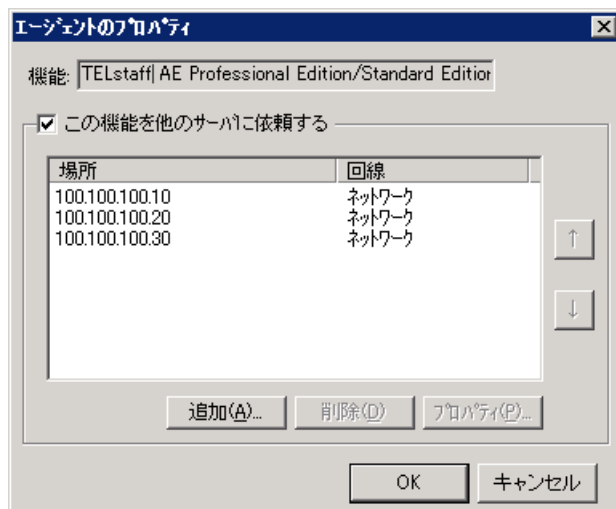 エージェントのプロパティ
機能: TELstaff AE Professional Edition/Standard Edition
この機能を他のサーバに依頼する
場所 回線
100.100.100.10 ネットワーク
100.100.100.20 ネットワーク
100.100.100.30 ネットワーク
↑
↓
追加(A)... 削除(D) プロパティ(P)...
OK キャンセル